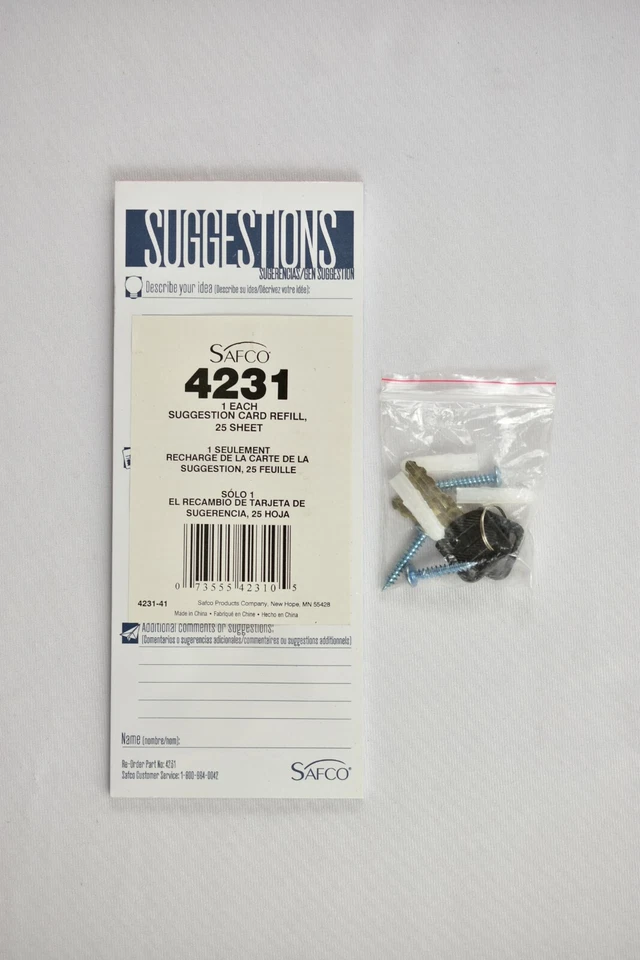 SUGGESTIONS
SUGERENCIAS/GEN SUGGESTION
Describe your idea (Describe su idea/Décrivez votre idée):
SAFCO
4231
1 EACH
SUGGESTION CARD REFILL,
25 SHEET
1 SEULEMENT
RECHARGE DE LA CARTE DE LA
SUGGESTION, 25 FEUILLE
SÓLO 1
EL RECAMBIO DE TARJETA DE
SUGERENCIA, 25 HOJA
0 73555 42310 5
4231-41
Safco Products Company, New Hope, MN 55428
Made in China • Fabriqué en Chine • Hecho en China
Additional comments or suggestions:
(Comentarios o sugerencias adicionales/commentaires ou suggestions additionnels)
Name (nombre/nom):
Re-Order Part No: 4231
Safco Customer Service: 1-800-664-0042
SAFCO®